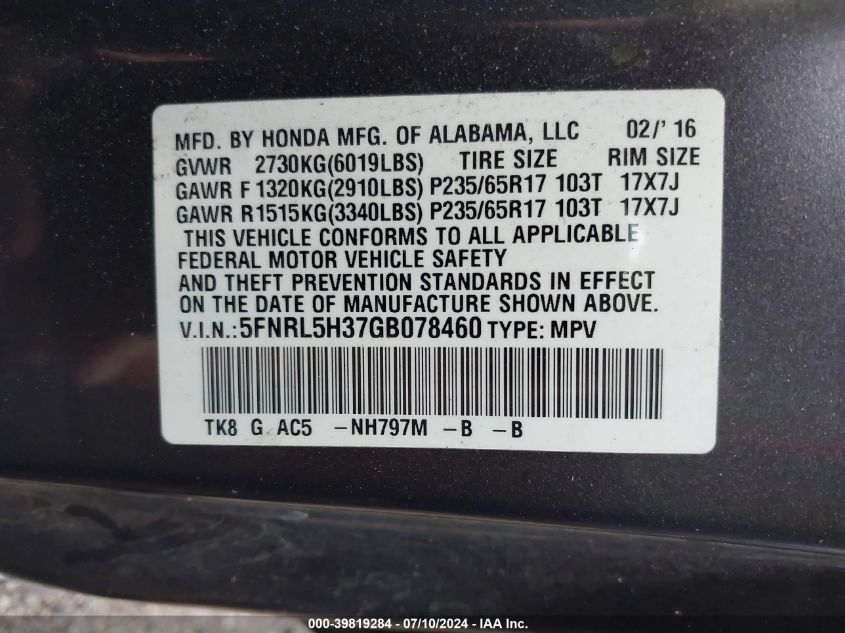 MFD. BY HONDA MFG. OF ALABAMA, LLC 02/' 16
GVWR 2730KG(6019LBS) TIRE SIZE RIM SIZE
GAWR F 1320KG(2910LBS) P235/65R17 103T 17X7J
GAWR R1515KG(3340LBS) P235/65R17 103T 17X7J
THIS VEHICLE CONFORMS TO ALL APPLICABLE
FEDERAL MOTOR VEHICLE SAFETY
AND THEFT PREVENTION STANDARDS IN EFFECT
ON THE DATE OF MANUFACTURE SHOWN ABOVE.
V.I.N.: 5FNRL5H37GB078460 TYPE: MPV
TK8 G AC5 -NH797M -B -B
000-39819284 - 07/10/2024 - IAA Inc.